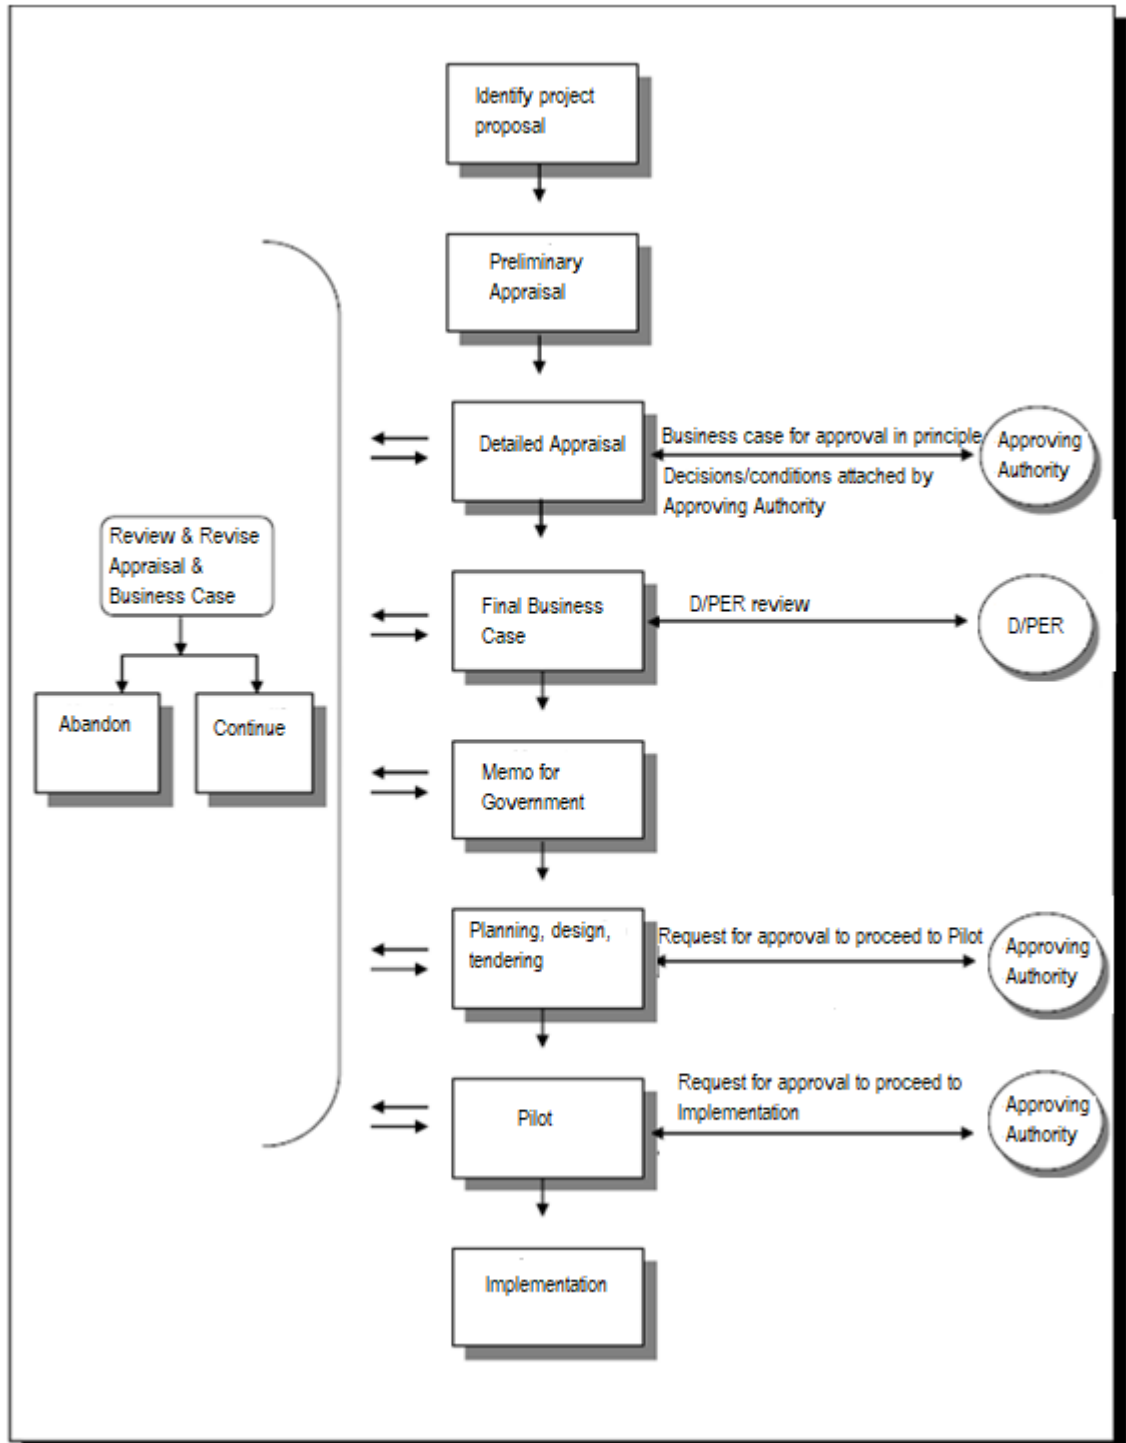 Identify project
proposal
Preliminary
Appraisal
Detailed Appraisal
Business case for approval in principle
Decisions/conditions attached by
Approving Authority
Approving
Authority
Review & Revise
Appraisal &
Business Case
Abandon
Continue
Final Business
Case
D/PER review
D/PER
Memo for
Government
Planning, design,
tendering
Request for approval to proceed to Pilot
Approving
Authority
Pilot
Request for approval to proceed to
Implementation
Approving
Authority
Implementation